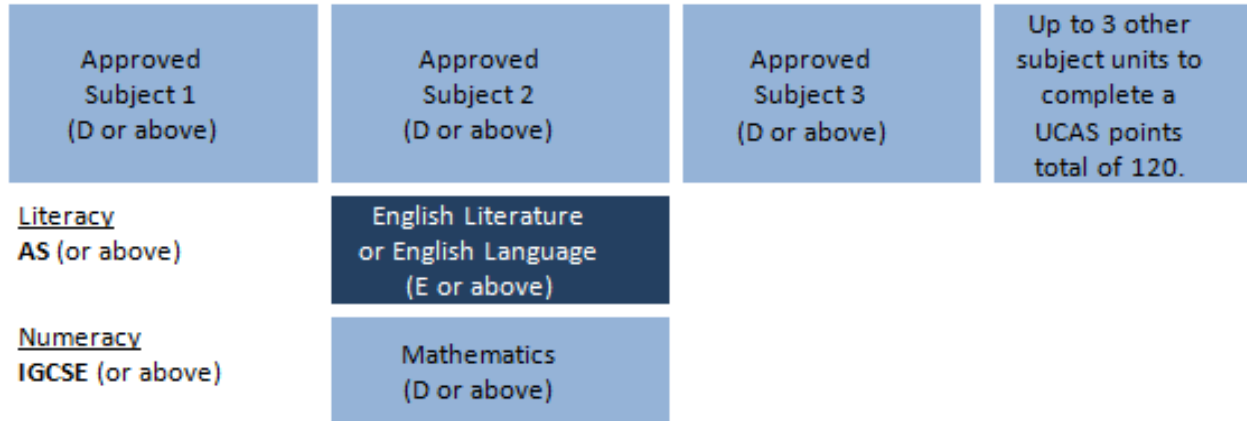 Approved
Subject 1
(D or above)
Approved
Subject 2
(D or above)
Approved
Subject 3
(D or above)
Up to 3 other
subject units to
complete a
UCAS points
total of 120.
Literacy
AS (or above)
English Literature
or English Language
(E or above)
Numeracy
IGCSE (or above)
Mathematics
(D or above)